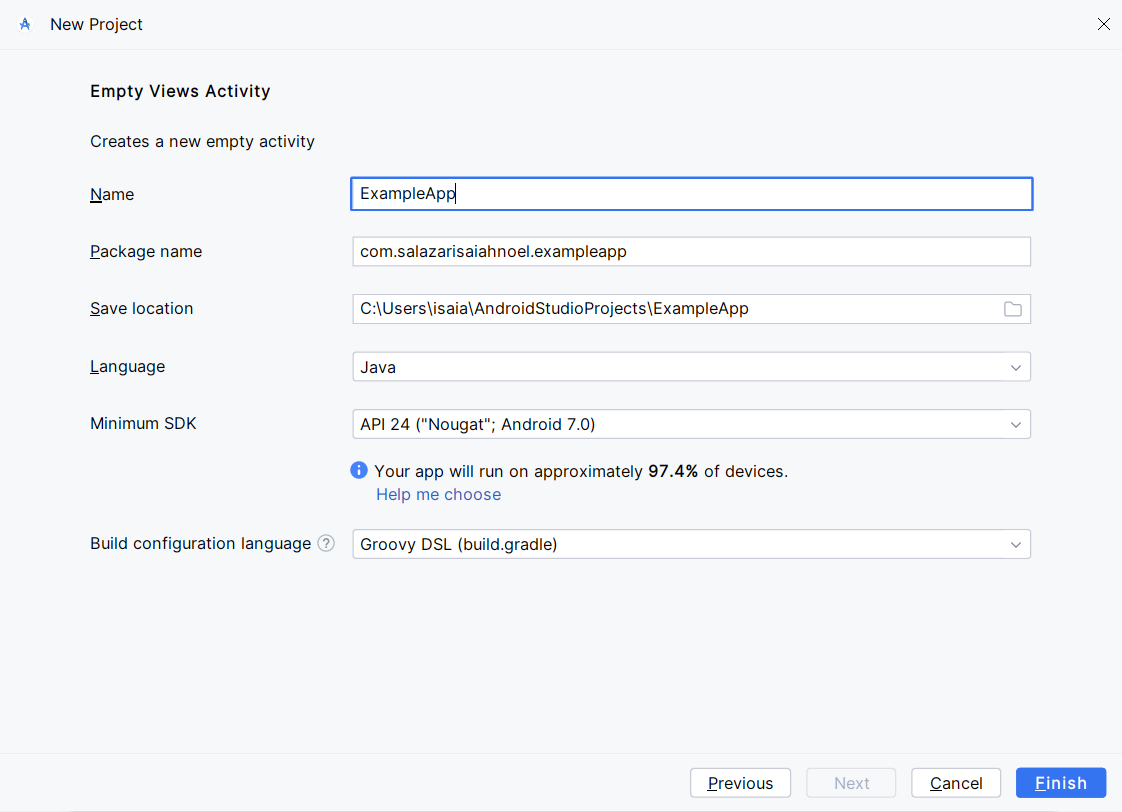 New Project
Empty Views Activity
Creates a new empty activity
Name ExampleApp
Package name com.salazarisaiahnoel.exampleapp
Save location C:\Users\isaia\AndroidStudioProjects\ExampleApp
Language Java
Minimum SDK API 24 ("Nougat"; Android 7.0)
Your app will run on approximately 97.4% of devices.
Help me choose
Build configuration language ? Groovy DSL (build.gradle)
Previous Next Cancel Finish